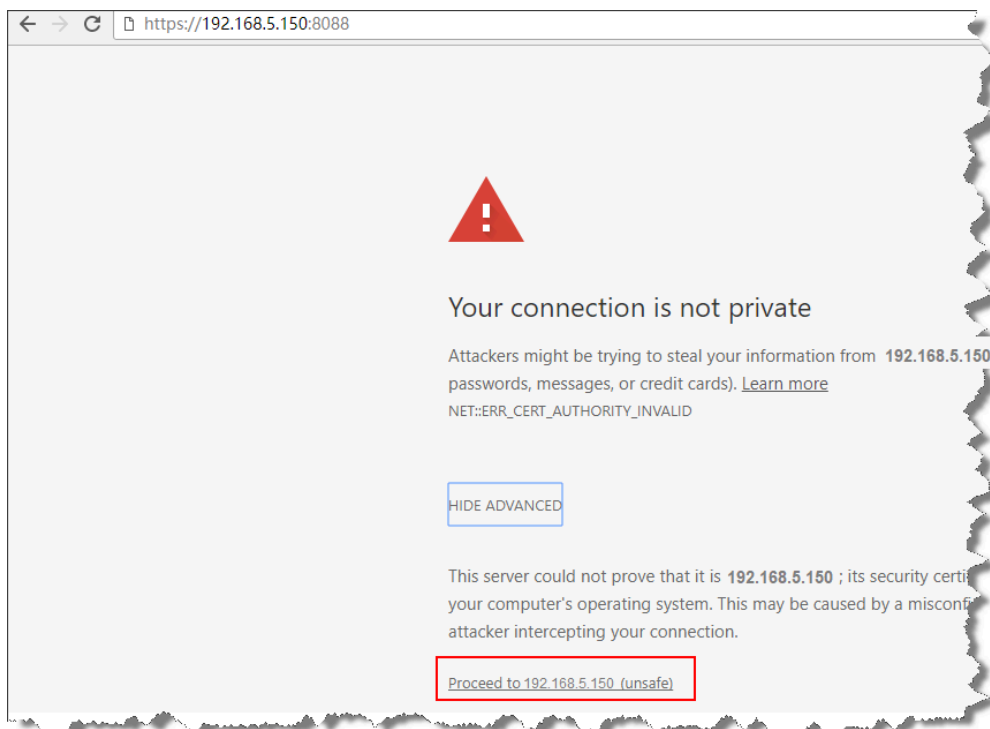 https://192.168.5.150:8088
Your connection is not private
Attackers might be trying to steal your information from 192.168.5.150
passwords, messages, or credit cards). Learn more
NET::ERR_CERT_AUTHORITY_INVALID
HIDE ADVANCED
This server could not prove that it is 192.168.5.150 ; its security
your computer's operating system. This may be caused by a
attacker intercepting your connection.
Proceed to 192.168.5.150 (unsafe)